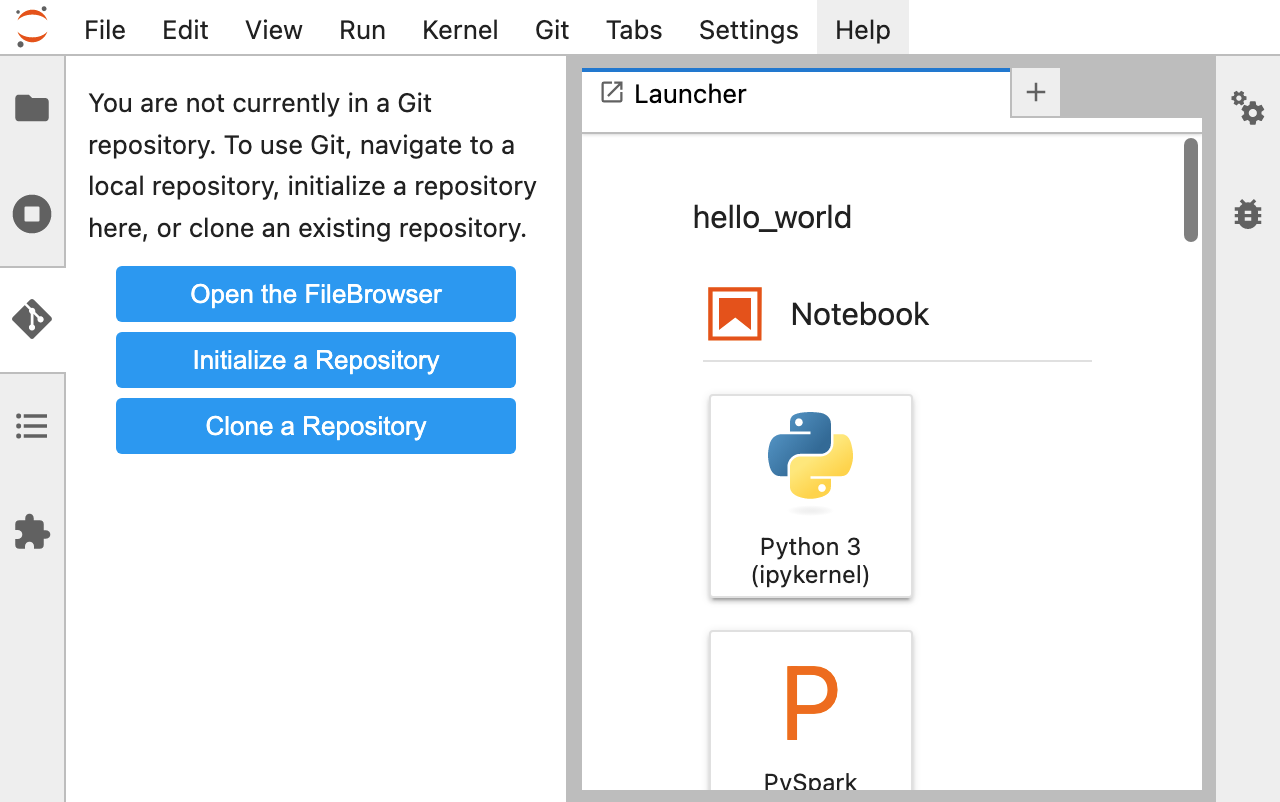 File Edit View Run Kernel Git Tabs Settings Help
You are not currently in a Git
repository. To use Git, navigate to a
local repository, initialize a repository
here, or clone an existing repository.
Open the FileBrowser
Initialize a Repository
Clone a Repository
Launcher
hello_world
Notebook
Python 3
(ipykernel)
P
PySpark